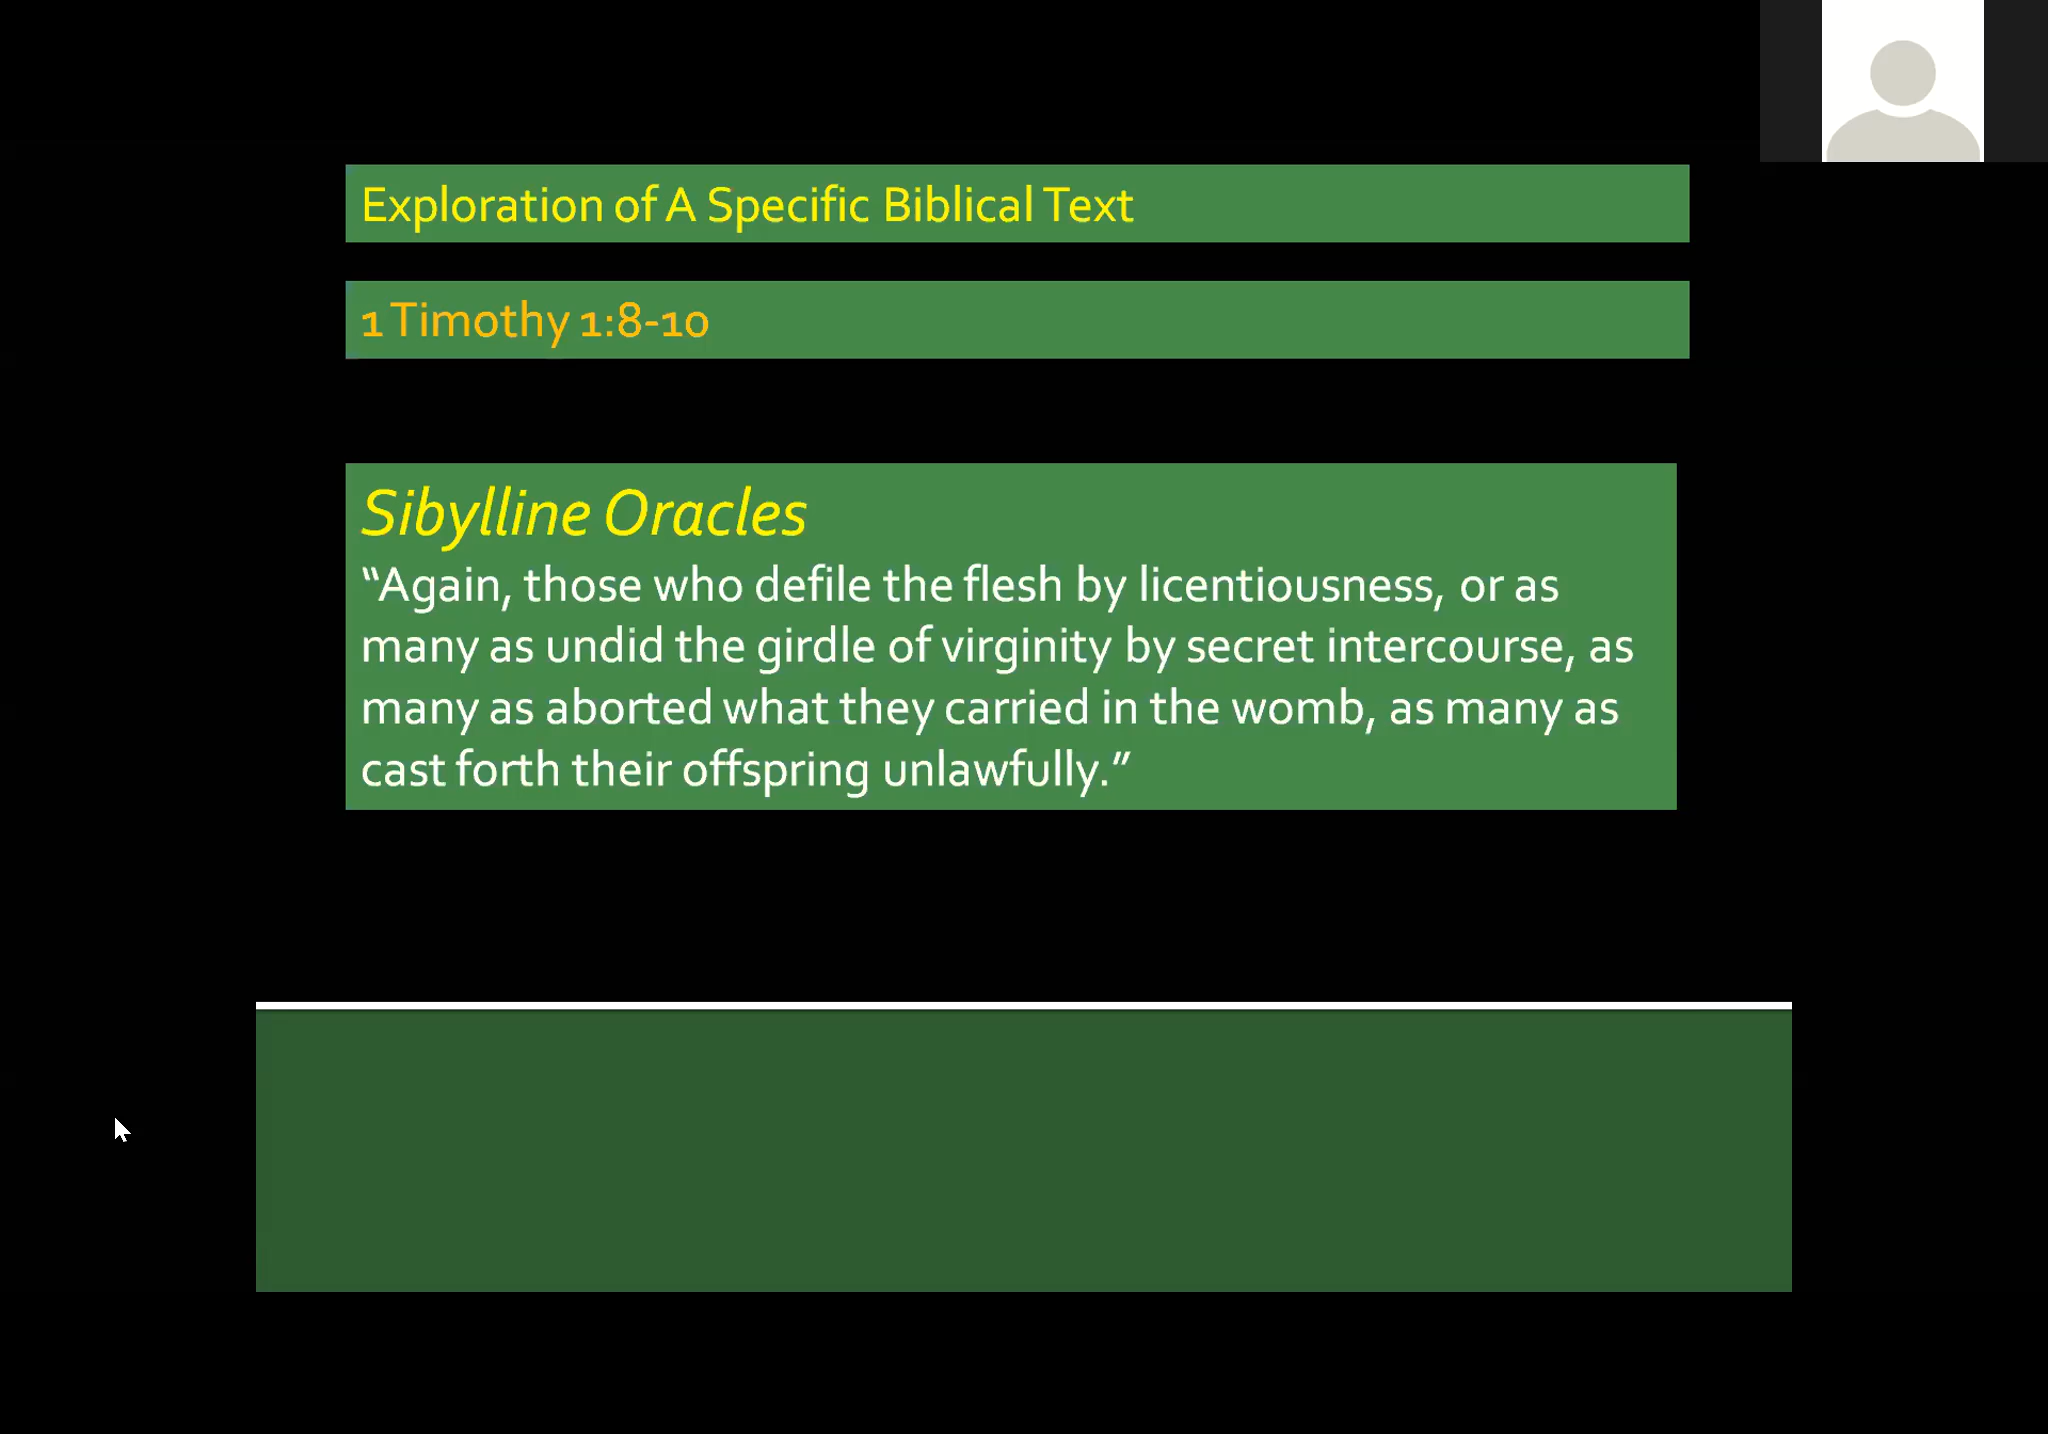 Exploration of A Specific Biblical Text
1 Timothy 1:8-10
Sibylline Oracles
“Again, those who defile the flesh by licentiousness, or as
many as undid the girdle of virginity by secret intercourse, as
many as aborted what they carried in the womb, as many as
cast forth their offspring unlawfully.”